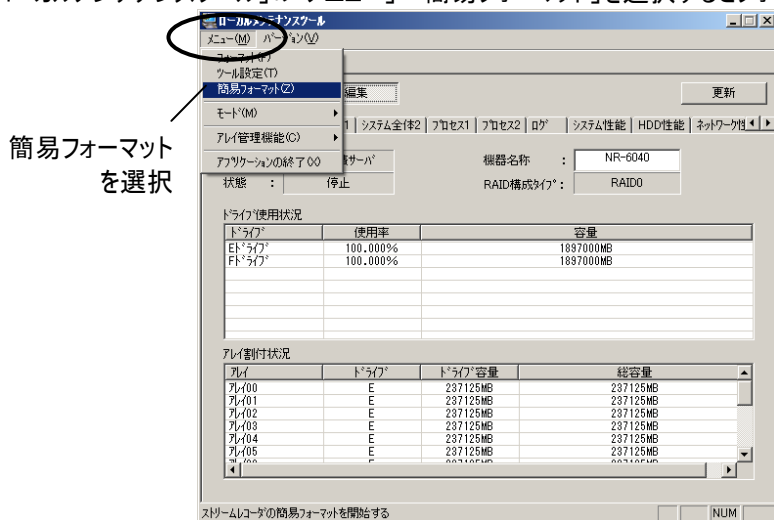 ローカルメンテナンスツール」の「メニュー」-「簡易フォーマット」を選択すると
ローカルメンテナンスツール
メニュー(M) バージョン(V)
フォーマット(F)
ツール設定(T)
簡易フォーマット(Z)
モード(M)
アレイ管理機能(C)
アプリケーションの終了(X)
簡易フォーマット
を選択
編集 更新
システム全体2 プロセス1 プロセス2 ログ システム性能 HDD性能 ネットワーク性
機器名称 : NR-6040
状態 : 停止 RAID構成タイプ : RAID0
ドライブ使用状況
ドライブ 使用率 容量
Eドライブ 100.000% 1897000MB
Fドライブ 100.000% 1897000MB
アレイ割付状況
アレイ ドライブ ドライブ容量 総容量
アレイ00 E 237125MB 237125MB
アレイ01 E 237125MB 237125MB
アレイ02 E 237125MB 237125MB
アレイ03 E 237125MB 237125MB
アレイ04 E 237125MB 237125MB
アレイ05 E 237125MB 237125MB
ストリームレコーダの簡易フォーマットを開始する NUM